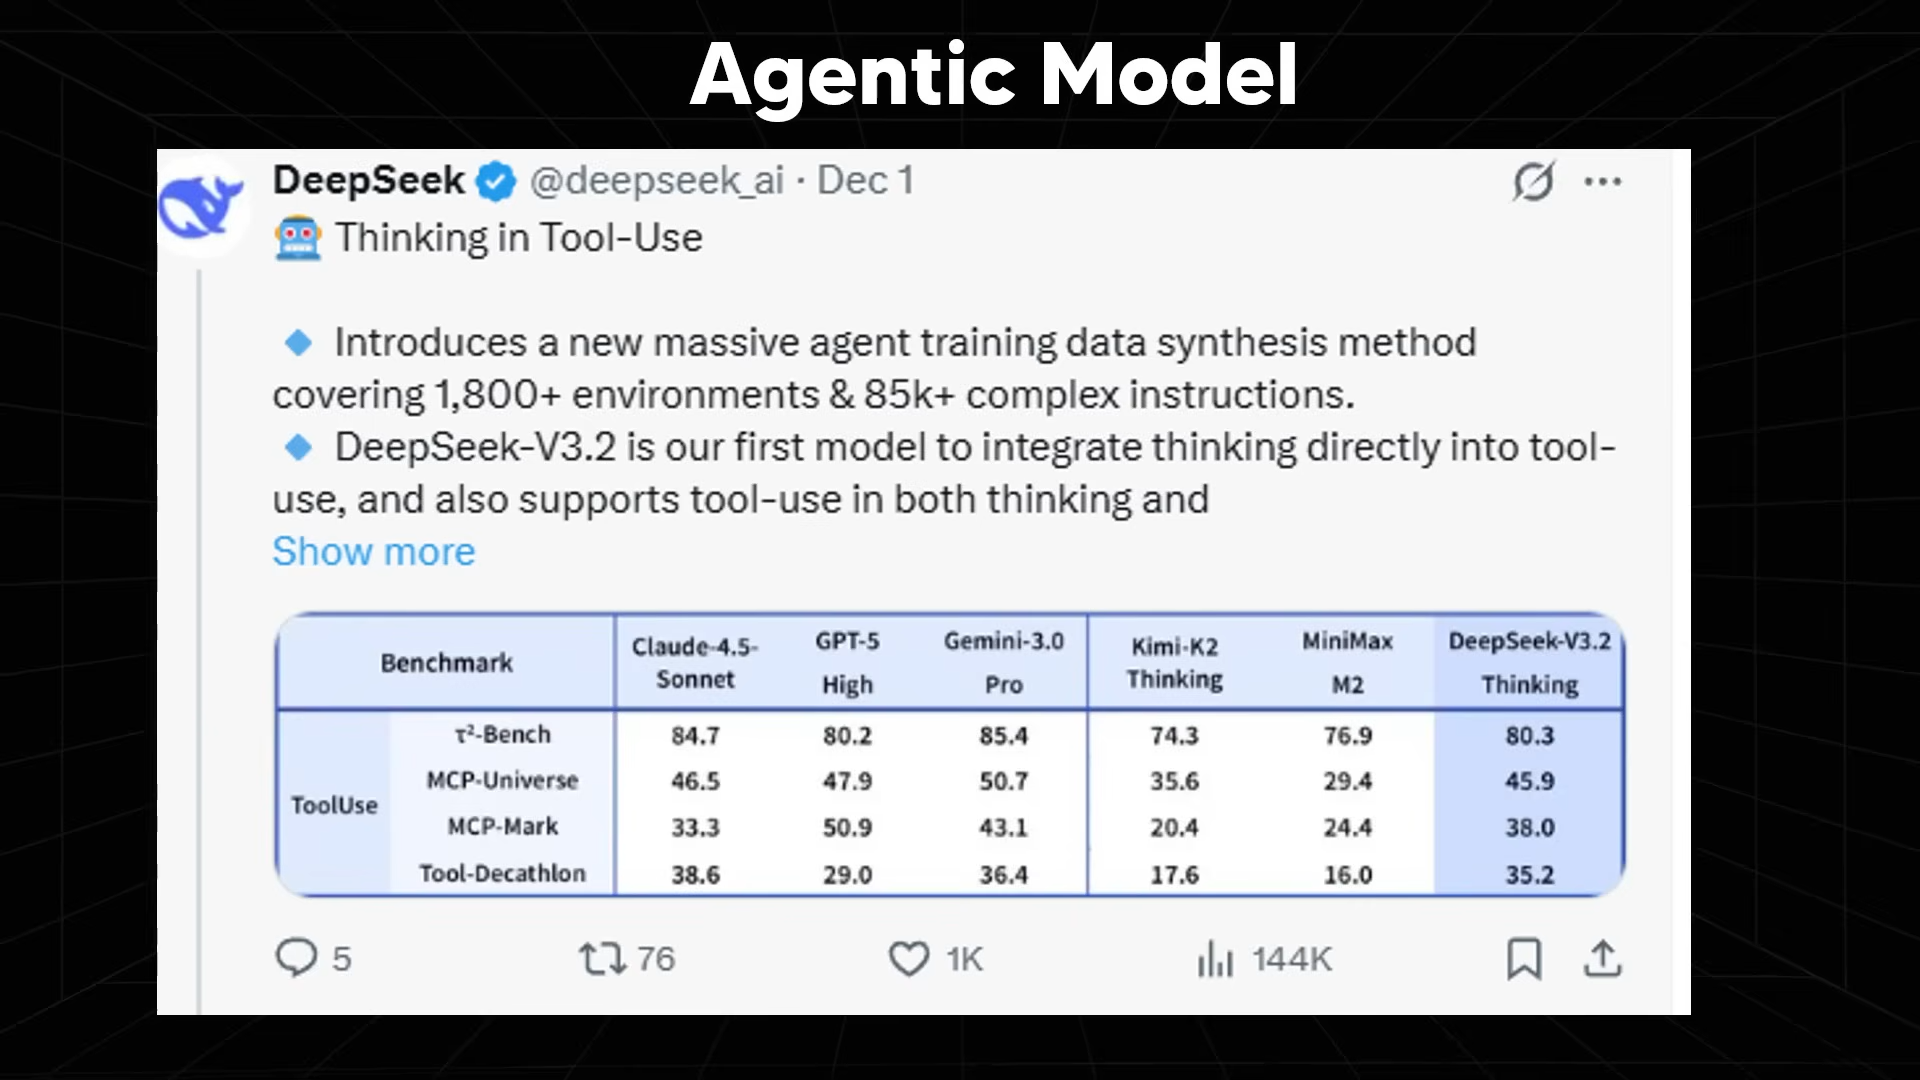 Agentic Model
DeepSeek @deepseek_ai · Dec 1
🤖 Thinking in Tool-Use
🔹 Introduces a new massive agent training data synthesis method
covering 1,800+ environments & 85k+ complex instructions.
🔹 DeepSeek-V3.2 is our first model to integrate thinking directly into tool-
use, and also supports tool-use in both thinking and
Show more
Benchmark Claude-4.5-Sonnet GPT-5 High Gemini-3.0 Pro Kimi-K2 Thinking MiniMax M2 DeepSeek-V3.2 Thinking
ToolUse
τ²-Bench 84.7 80.2 85.4 74.3 76.9 80.3
MCP-Universe 46.5 47.9 50.7 35.6 29.4 45.9
MCP-Mark 33.3 50.9 43.1 20.4 24.4 38.0
Tool-Decathlon 38.6 29.0 36.4 17.6 16.0 35.2
5 76 1K 144K